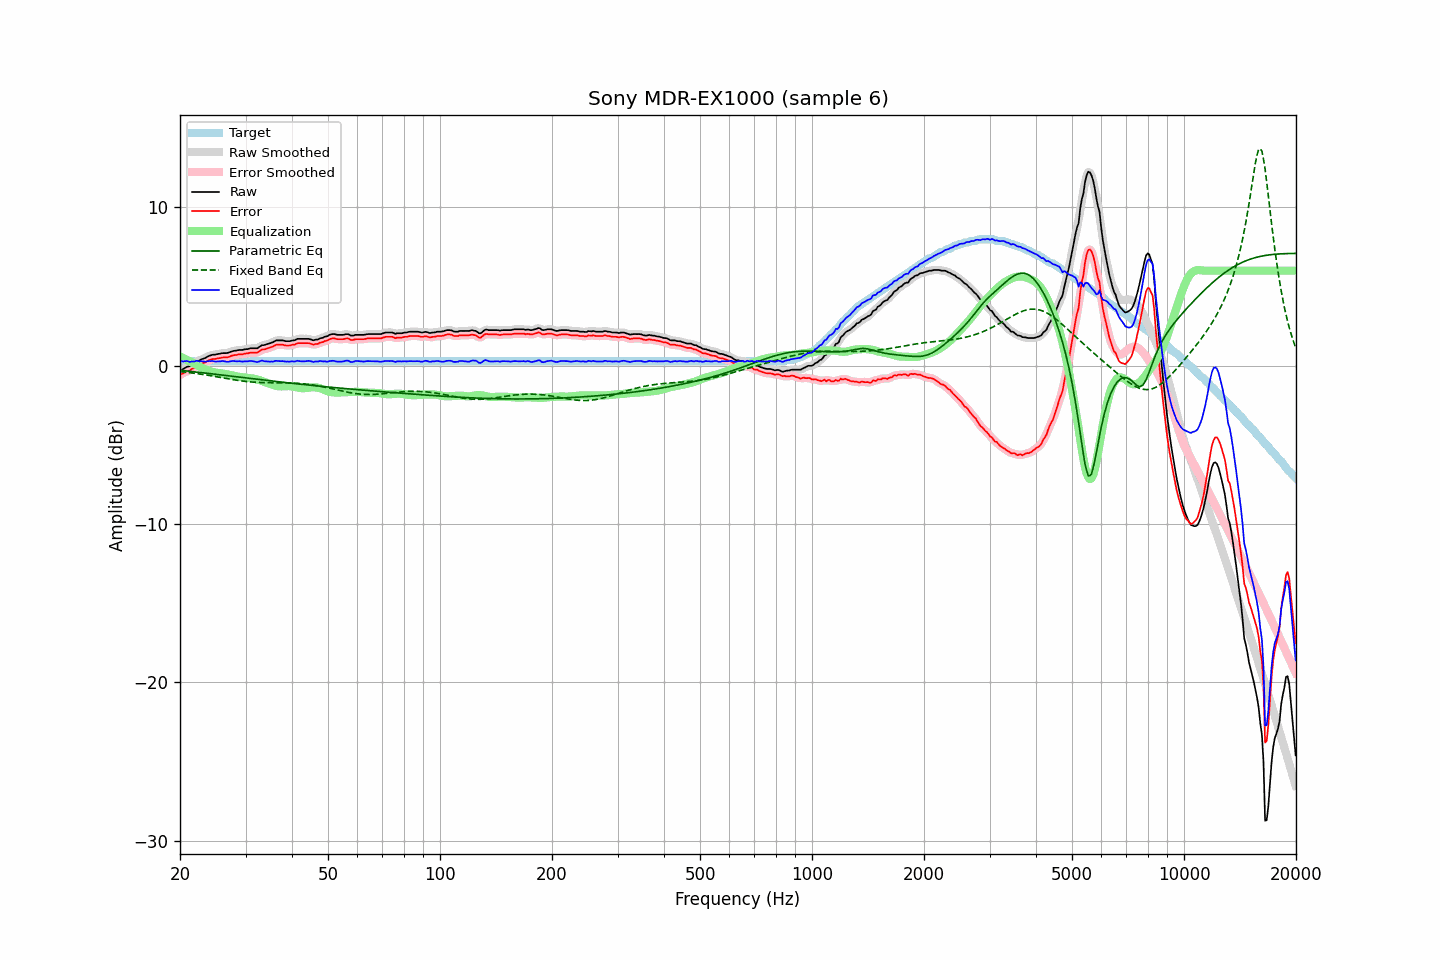 Sony MDR-EX1000 (sample 6)
Target
Raw Smoothed
Error Smoothed
Raw
Error
Equalization
Parametric Eq
Fixed Band Eq
Equalized
10
0
−10
−20
−30
Amplitude (dBr)
20 50 100 200 500 1000 2000 5000 10000 20000
Frequency (Hz)